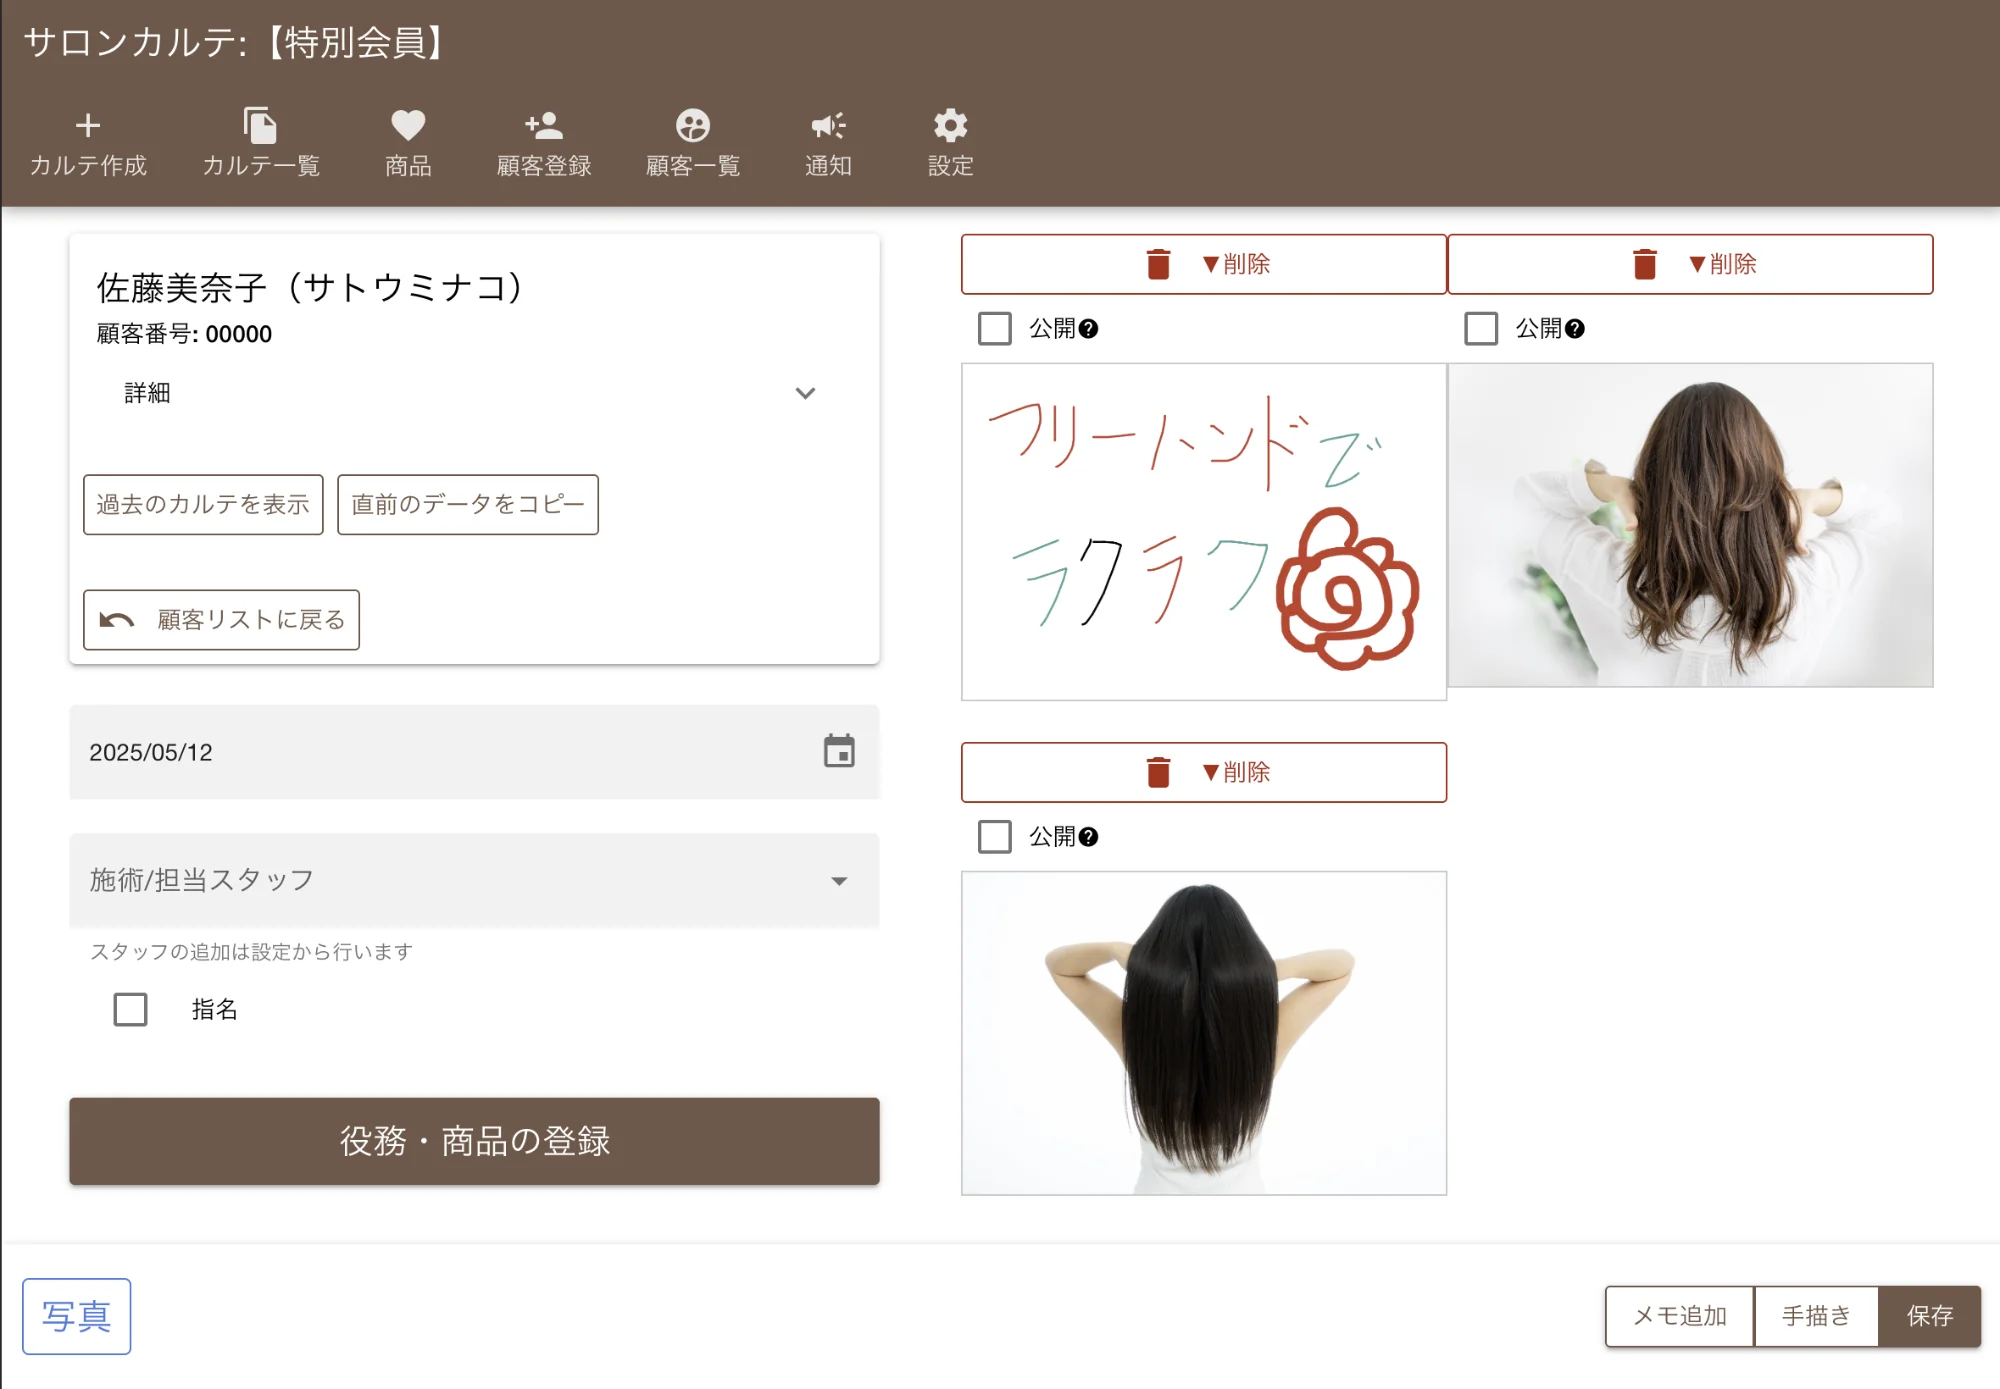 サロンカルテ:【特別会員】
カルテ作成
カルテ一覧
商品
顧客登録
顧客一覧
通知
設定
佐藤美奈子（サトウミナコ）
顧客番号: 00000
詳細
過去のカルテを表示
直前のデータをコピー
顧客リストに戻る
2025/05/12
施術/担当スタッフ
スタッフの追加は設定から行います
指名
役務・商品の登録
▼削除
公開?
フリーハンドで
ラクラク
▼削除
公開?
▼削除
公開?
写真
メモ追加
手描き
保存